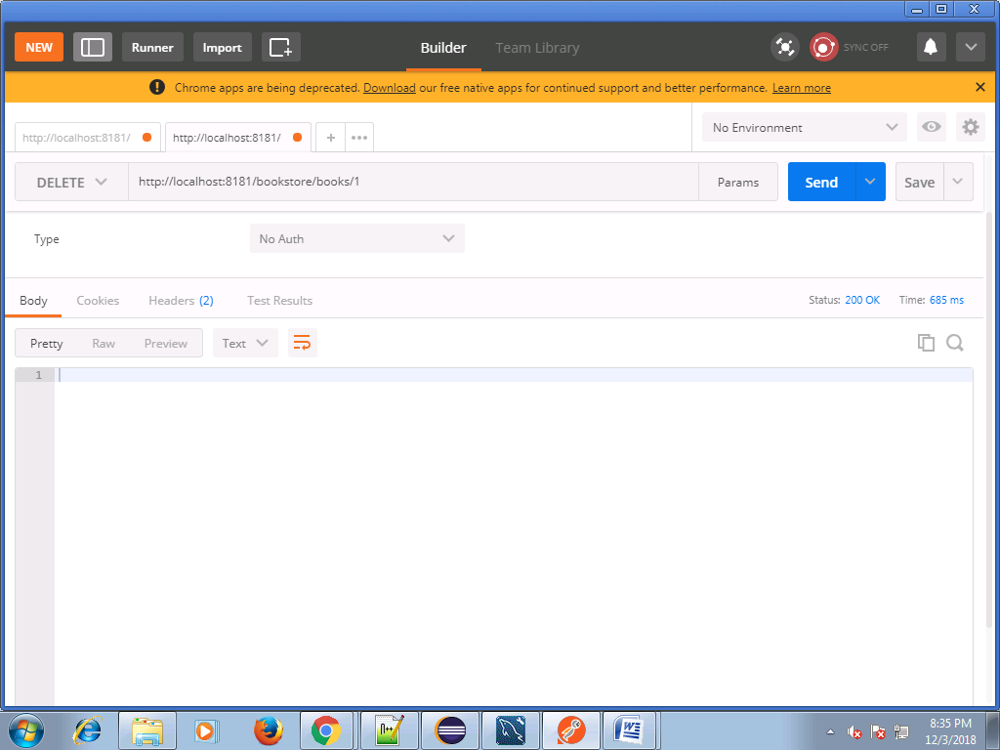 NEW Runner Import Builder Team Library SYNC OFF
Chrome apps are being deprecated. Download our free native apps for continued support and better performance. Learn more
http://localhost:8181/ http://localhost:8181/ No Environment
DELETE http://localhost:8181/bookstore/books/1 Params Send Save
Type No Auth
Body Cookies Headers (2) Test Results Status: 200 OK Time: 685 ms
Pretty Raw Preview Text
1
8:35 PM
12/3/2018